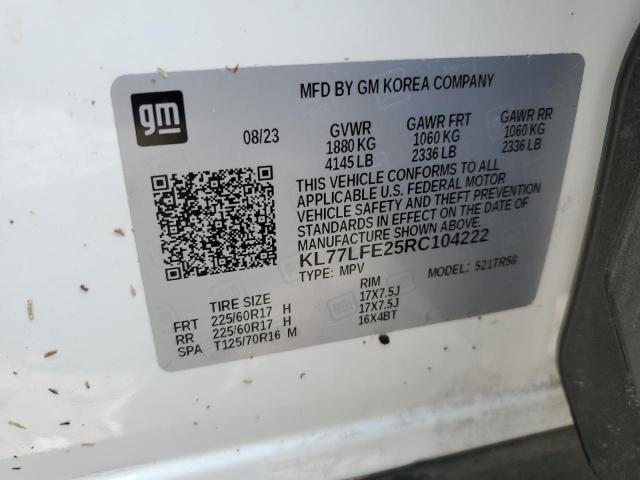 MFD BY GM KOREA COMPANY
gm
08/23
GVWR GAWR FRT GAWR RR
1880 KG 1060 KG 1060 KG
4145 LB 2336 LB 2336 LB
THIS VEHICLE CONFORMS TO ALL
APPLICABLE U.S. FEDERAL MOTOR
VEHICLE SAFETY AND THEFT PREVENTION
STANDARDS IN EFFECT ON THE DATE OF
MANUFACTURE SHOWN ABOVE.
KL77LFE25RC104222
TYPE: MPV MODEL: 521TR58
TIRE SIZE RIM
FRT 225/60R17 H 17X7.5J
RR 225/60R17 H 17X7.5J
SPA T125/70R16 M 16X4BT